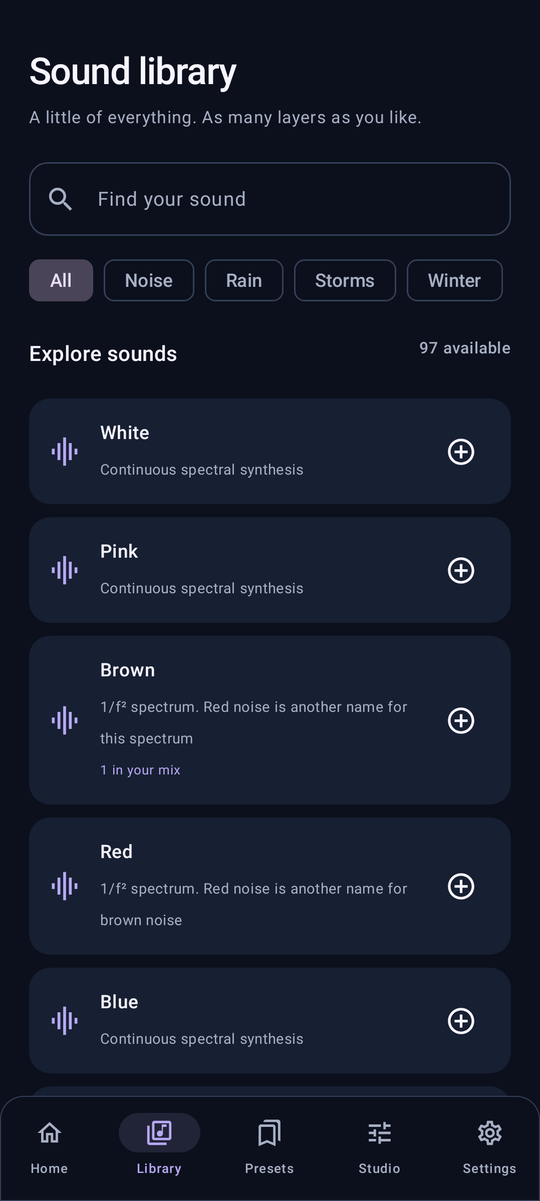 Sound library
A little of everything. As many layers as you like.
Find your sound
All
Noise
Rain
Storms
Winter
Explore sounds
97 available
White
Continuous spectral synthesis
Pink
Continuous spectral synthesis
Brown
1/f² spectrum. Red noise is another name for
this spectrum
1 in your mix
Red
1/f² spectrum. Red noise is another name for
brown noise
Blue
Continuous spectral synthesis
Home
Library
Presets
Studio
Settings